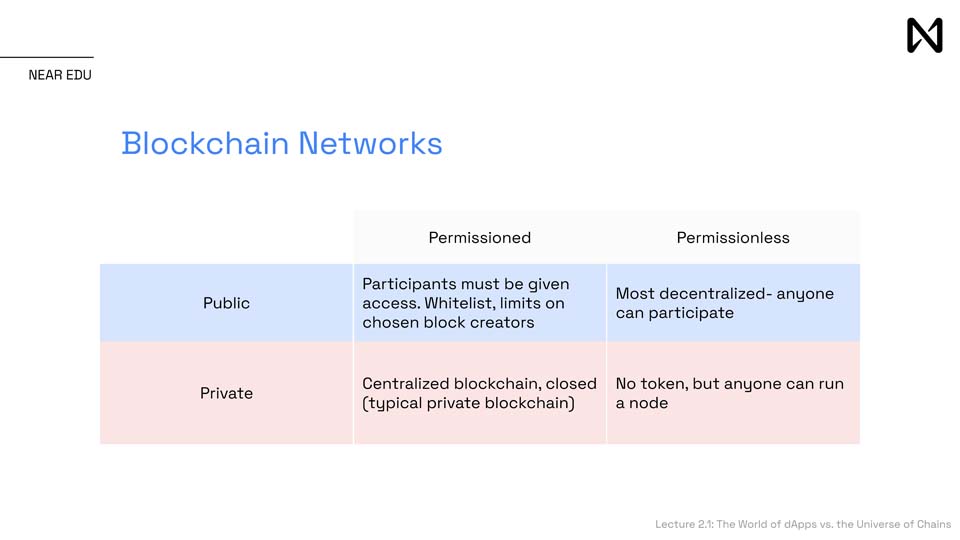 NEAR EDU
Blockchain Networks
Permissioned
Permissionless
Public
Participants must be given
access. Whitelist, limits on
chosen block creators
Most decentralized- anyone
can participate
Private
Centralized blockchain, closed
(typical private blockchain)
No token, but anyone can run
a node
Lecture 2.1: The World of dApps vs. the Universe of Chains